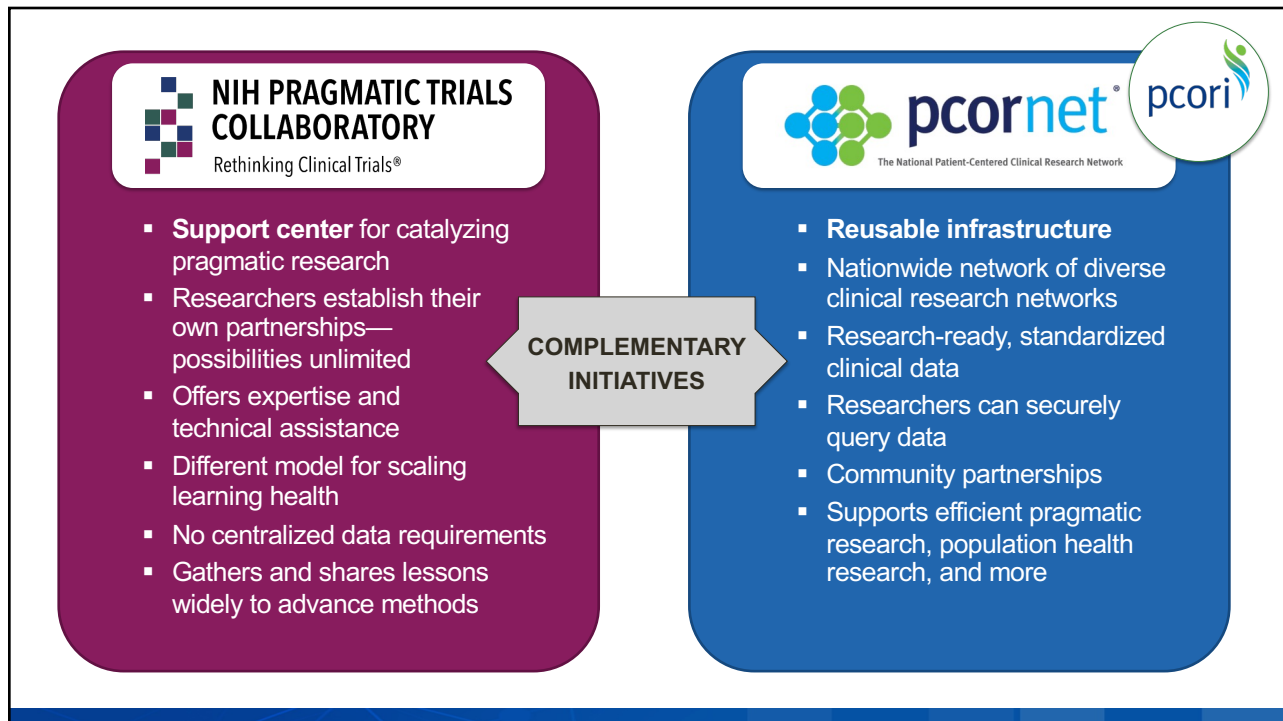 NIH PRAGMATIC TRIALS
COLLABORATORY
Rethinking Clinical Trials®
▪ Support center for catalyzing
pragmatic research
▪ Researchers establish their
own partnerships—
possibilities unlimited
▪ Offers expertise and
technical assistance
▪ Different model for scaling
learning health
▪ No centralized data requirements
▪ Gathers and shares lessons
widely to advance methods
COMPLEMENTARY
INITIATIVES
pcornet®
The National Patient-Centered Clinical Research Network
pcori
▪ Reusable infrastructure
▪ Nationwide network of diverse
clinical research networks
▪ Research-ready, standardized
clinical data
▪ Researchers can securely
query data
▪ Community partnerships
▪ Supports efficient pragmatic
research, population health
research, and more